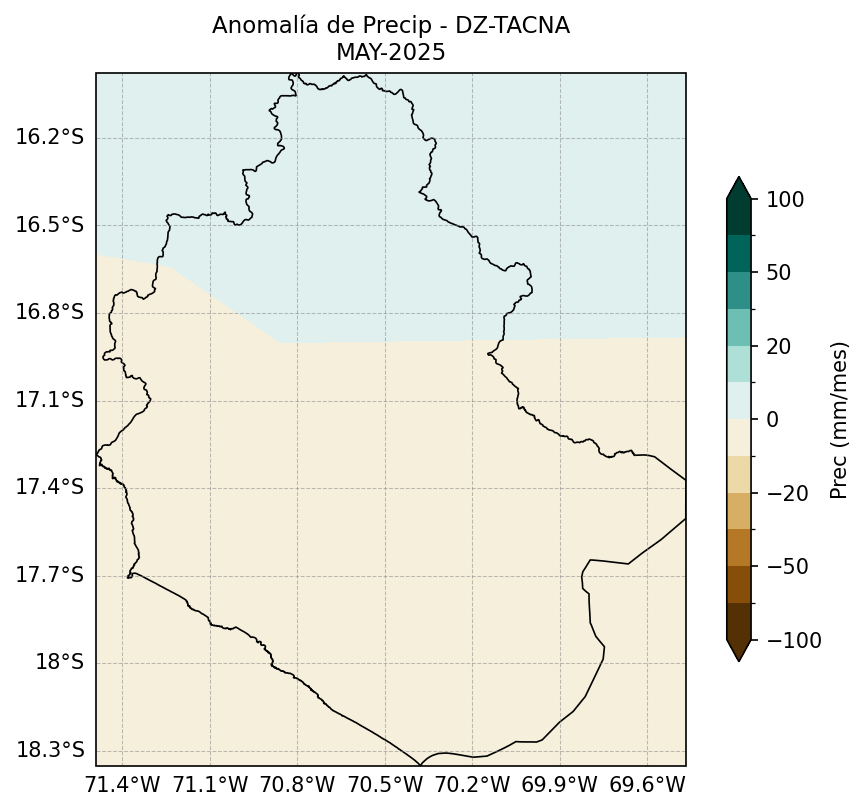 Anomalía de Precip - DZ-TACNA
MAY-2025
16.2°S
16.5°S
16.8°S
17.1°S
17.4°S
17.7°S
18°S
18.3°S
71.4°W 71.1°W 70.8°W 70.5°W 70.2°W 69.9°W 69.6°W
100
50
20
0
−20
−50
−100
Prec (mm/mes)